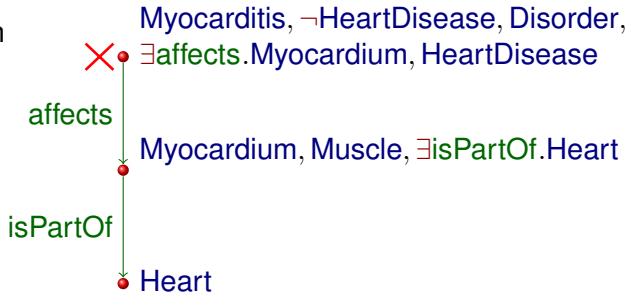 n
Myocarditis, ¬HeartDisease, Disorder,
∃affects.Myocardium, HeartDisease
affects
Myocardium, Muscle, ∃isPartOf.Heart
isPartOf
Heart